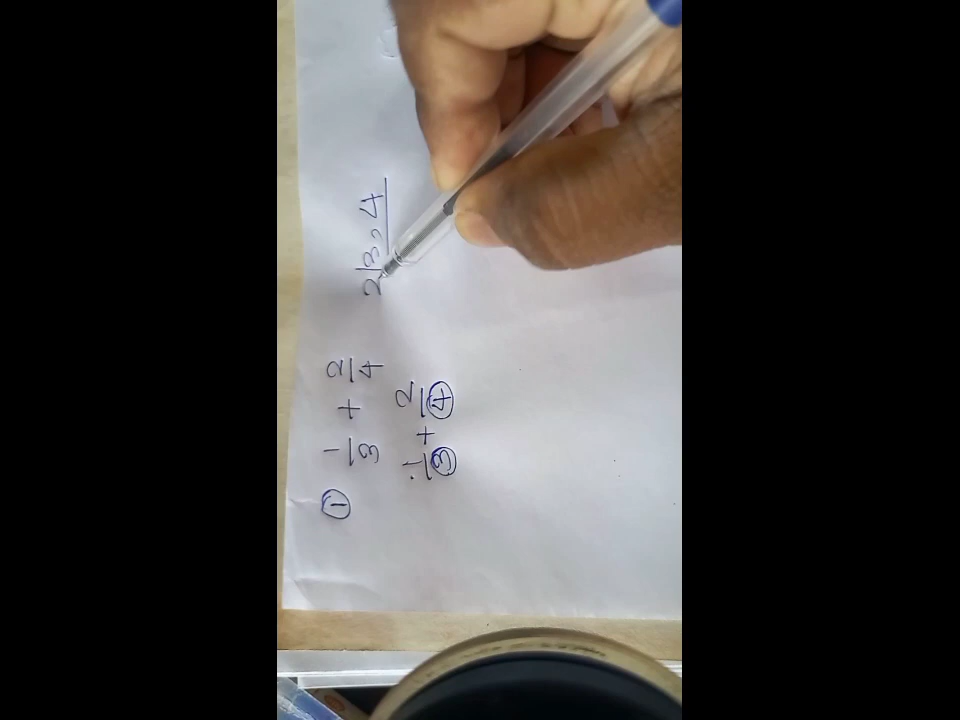 ① 1/3 + 2/4
1/3 + 2/4
2|3, 4